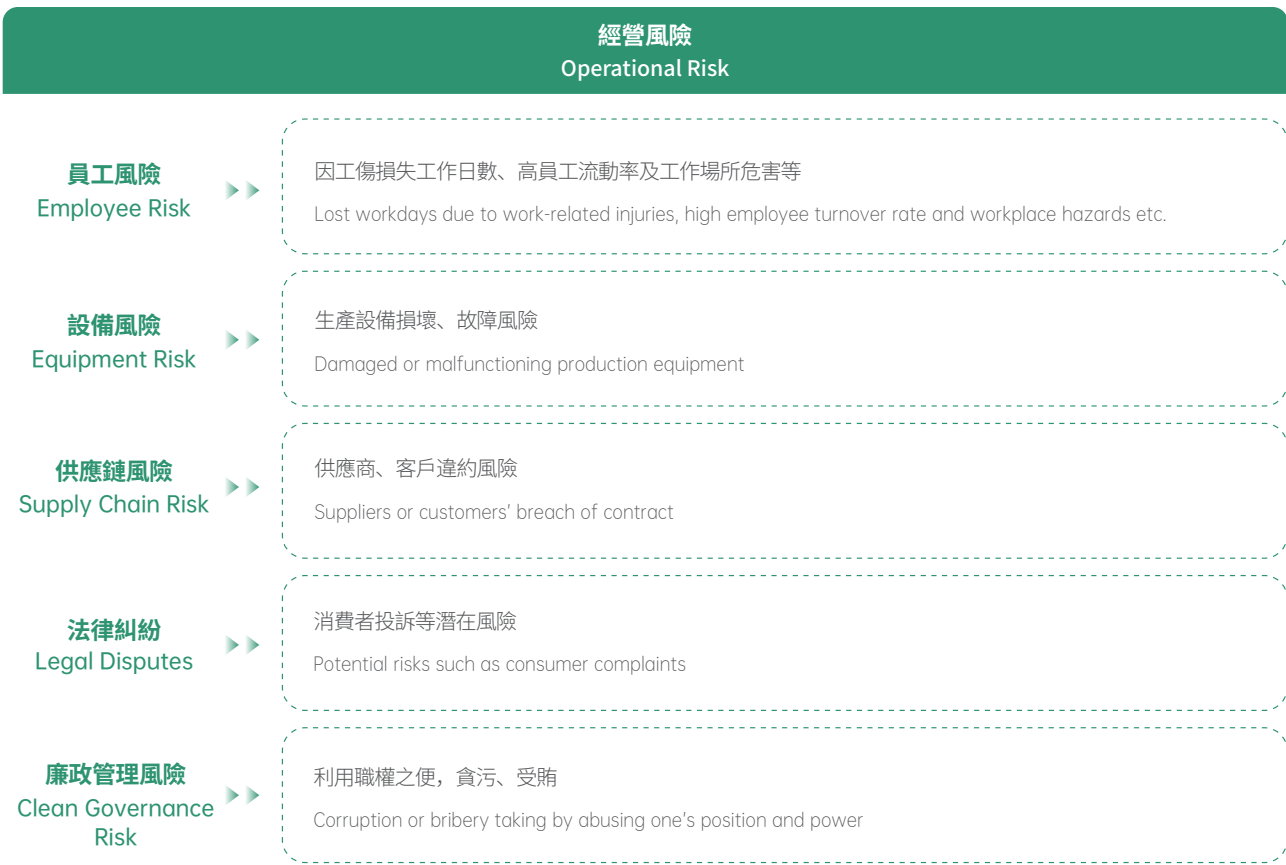 經營風險
Operational Risk
員工風險
Employee Risk
因工傷損失工作日數、高員工流動率及工作場所危害等
Lost workdays due to work-related injuries, high employee turnover rate and workplace hazards etc.
設備風險
Equipment Risk
生產設備損壞、故障風險
Damaged or malfunctioning production equipment
供應鏈風險
Supply Chain Risk
供應商、客戶違約風險
Suppliers or customers’ breach of contract
法律糾紛
Legal Disputes
消費者投訴等潛在風險
Potential risks such as consumer complaints
廉政管理風險
Clean Governance
Risk
利用職權之便，貪污、受賄
Corruption or bribery taking by abusing one’s position and power